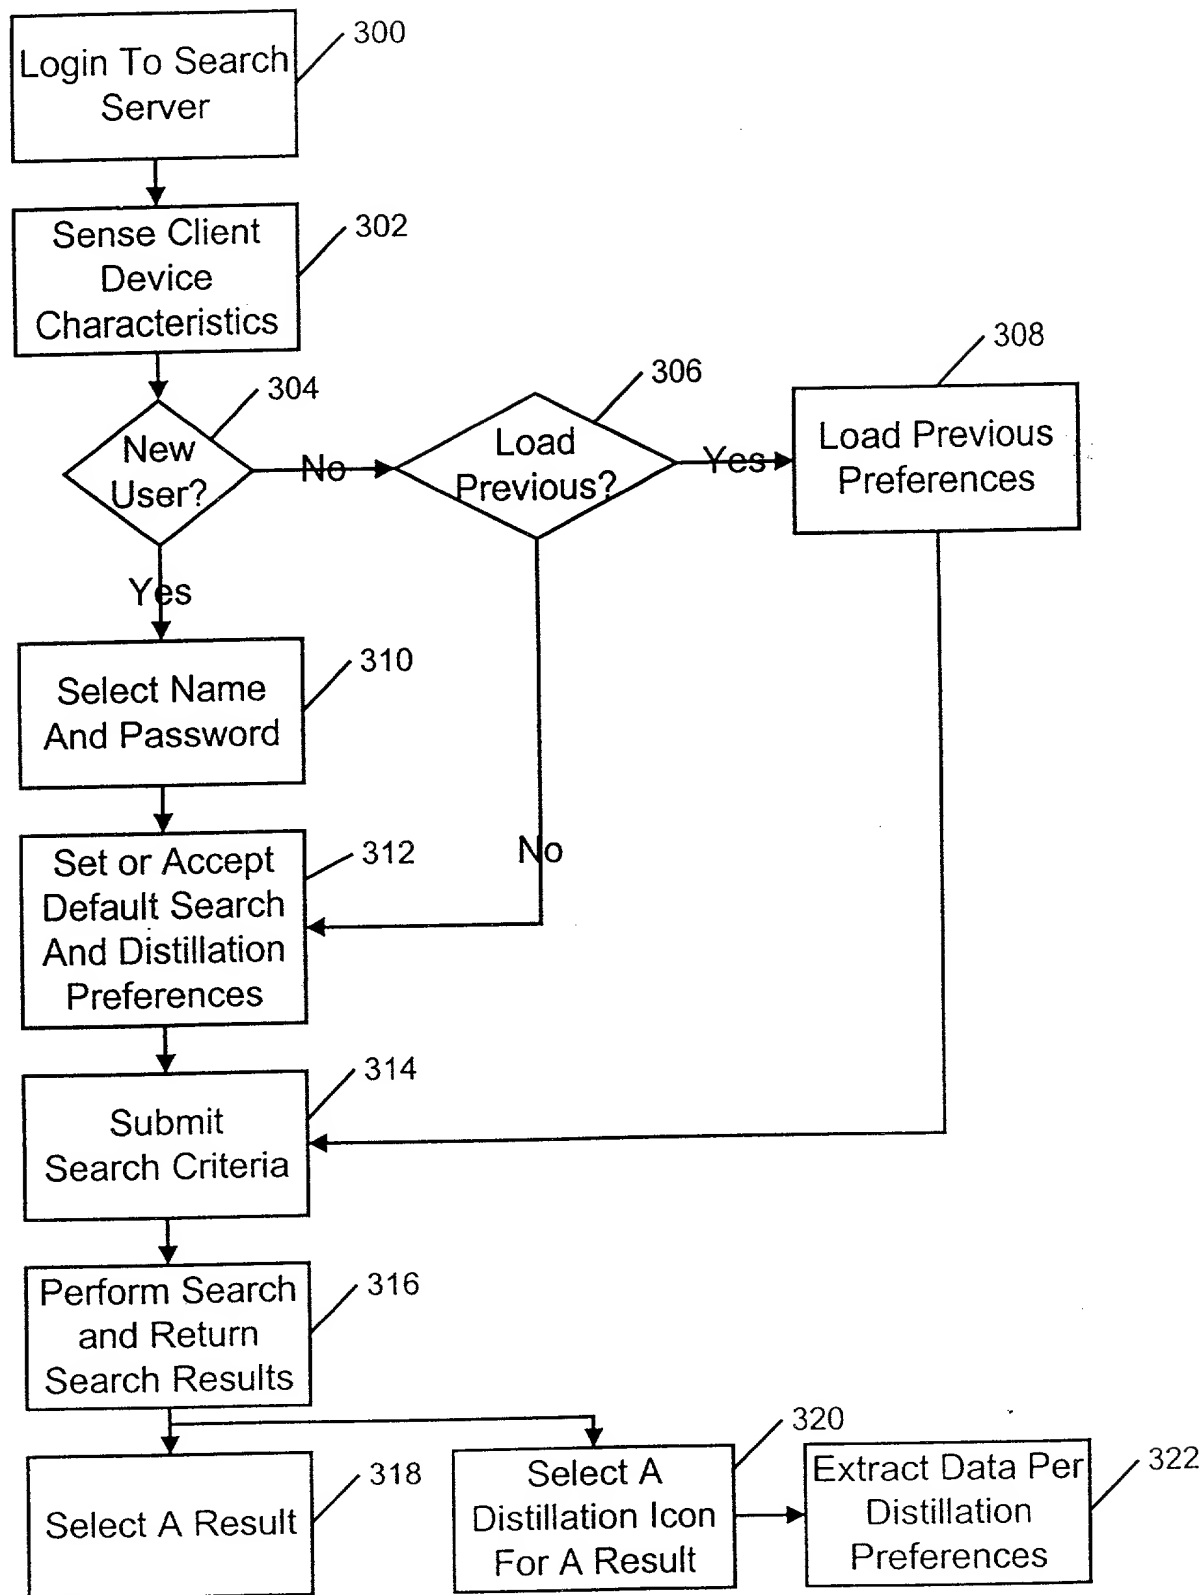 300
Login To Search
Server
302
Sense Client
Device
Characteristics
304
New
User?
No
306
Load
Previous?
Yes
308
Load Previous
Preferences
Yes
310
Select Name
And Password
312
Set or Accept
Default Search
And Distillation
Preferences
No
314
Submit
Search Criteria
316
Perform Search
and Return
Search Results
318
Select A Result
320
Select A
Distillation Icon
For A Result
322
Extract Data Per
Distillation
Preferences